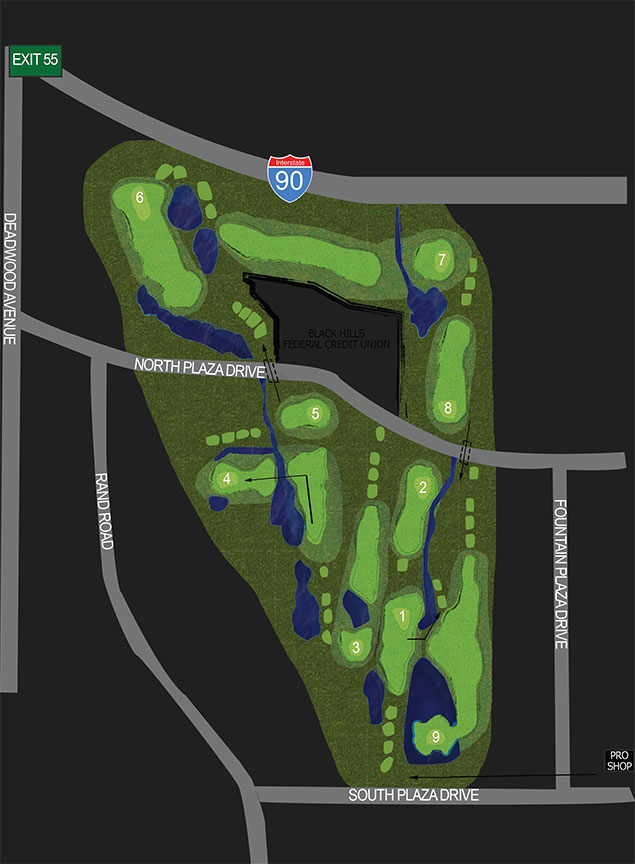 EXIT 55
Interstate
90
6
7
DEADWOOD AVENUE
BLACK HILLS
FEDERAL CREDIT UNION
NORTH PLAZA DRIVE
5
8
4
2
RAND ROAD
FOUNTAIN PLAZA DRIVE
1
3
9
PRO
SHOP
SOUTH PLAZA DRIVE